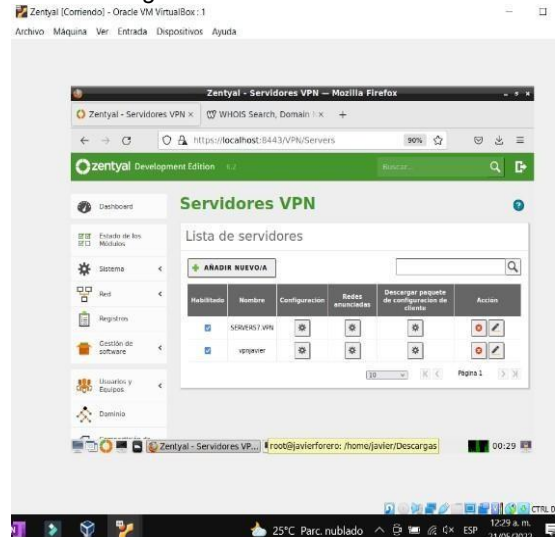 Zentyal [Corriendo] - Oracle VM VirtualBox : 1
Archivo Máquina Ver Entrada Dispositivos Ayuda
Zentyal - Servidores VPN — Mozilla Firefox
Zentyal - Servidores VPN × WHOIS Search, Domain × +
https://localhost:8443/VPN/Servers 90%
zentyal Development Edition Buscar...
Dashboard
Estado de los Módulos
Sistema
Red
Registros
Gestión de software
Usuarios y Equipos
Dominio
Servidores VPN
Lista de servidores
+ AÑADIR NUEVO/A
Habilitado Nombre Configuración Redes anunciadas Descargar paquete de configuración de cliente Acción
SERVERS7.VPN
vpnjavier
10 Página 1
Zentyal - Servidores VP... root@javierforero: /home/javier/Descargas 00:29
CTRL D
25°C Parc. nublado ESP 12:29 a. m.
21/05/2023